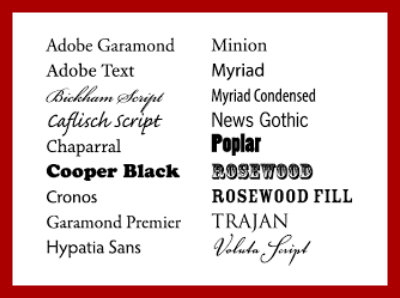 Adobe Garamond
Adobe Text
Bickham Script
Caflisch Script
Chaparral
Cooper Black
Cronos
Garamond Premier
Hypatia Sans
Minion
Myriad
Myriad Condensed
News Gothic
Poplar
ROSEWOOD
ROSEWOOD FILL
TRAJAN
Voluta Script